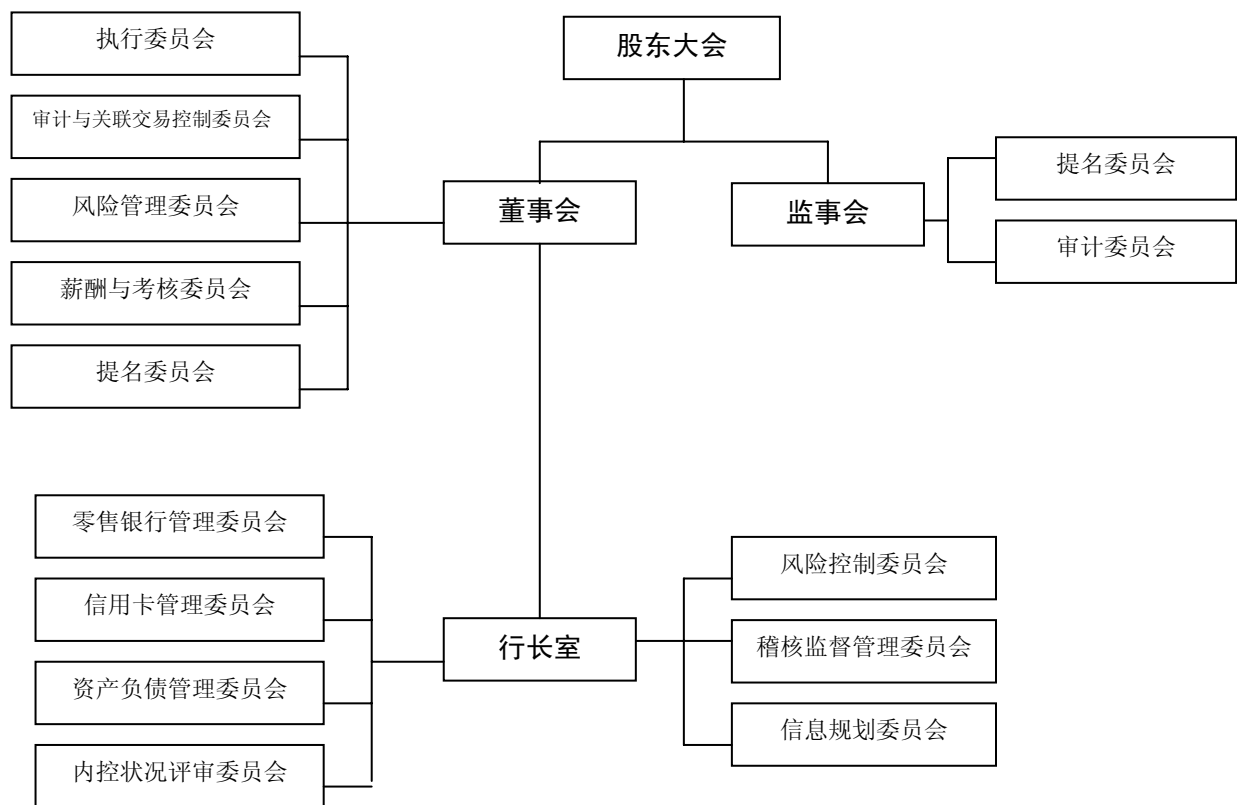 执行委员会
股东大会
审计与关联交易控制委员会
提名委员会
风险管理委员会
董事会
监事会
审计委员会
薪酬与考核委员会
提名委员会
零售银行管理委员会
风险控制委员会
信用卡管理委员会
行长室
稽核监督管理委员会
资产负债管理委员会
信息规划委员会
内控状况评审委员会